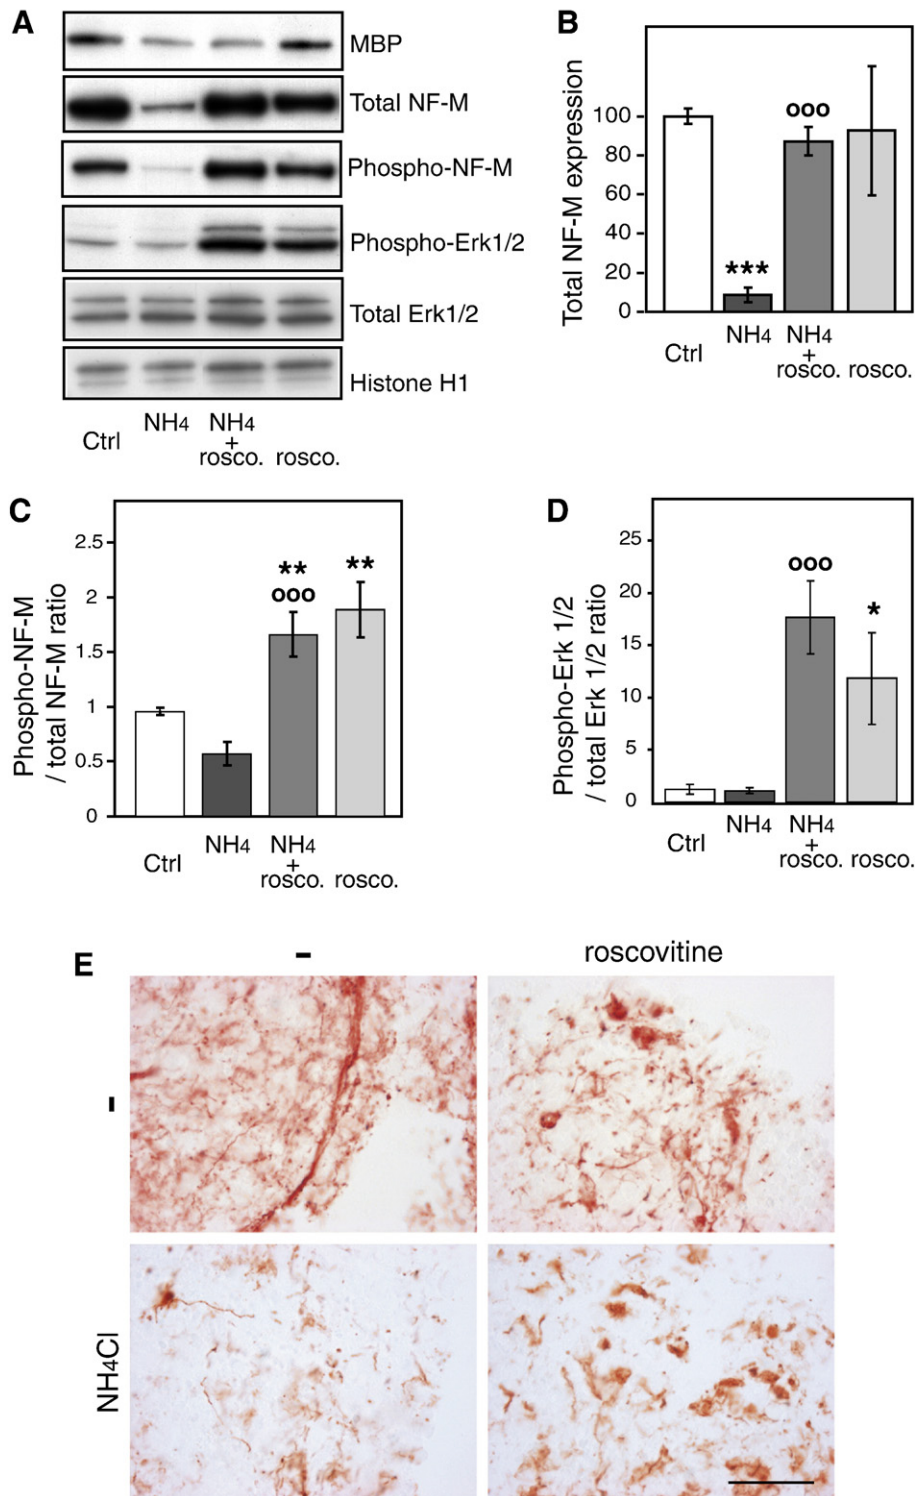 A
MBP
Total NF-M
Phospho-NF-M
Phospho-Erk1/2
Total Erk1/2
Histone H1
Ctrl
NH4
NH4
+
rosco.
rosco.
B
Total NF-M expression
100
80
60
40
20
0
***
ooo
Ctrl
NH4
NH4
+
rosco.
rosco.
C
Phospho-NF-M
/ total NF-M ratio
2.5
2
1.5
1
0.5
0
**
ooo
**
Ctrl
NH4
NH4
+
rosco.
rosco.
D
Phospho-Erk 1/2
/ total Erk 1/2 ratio
25
20
15
10
5
0
ooo
*
Ctrl
NH4
NH4
+
rosco.
rosco.
E
-
roscovitine
-
NH4Cl